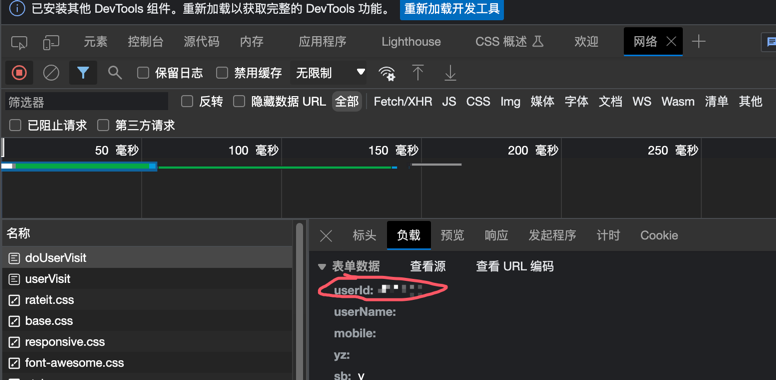 已安装其他 DevTools 组件。重新加载以获取完整的 DevTools 功能。 重新加载开发工具
元素 控制台 源代码 内存 应用程序 Lighthouse CSS 概述 欢迎 网络
保留日志 禁用缓存 无限制
筛选器 反转 隐藏数据 URL 全部 Fetch/XHR JS CSS Img 媒体 字体 文档 WS Wasm 清单 其他
已阻止请求 第三方请求
50 毫秒 100 毫秒 150 毫秒 200 毫秒 250 毫秒
名称 标头 负载 预览 响应 发起程序 计时 Cookie
doUserVisit 表单数据 查看源 查看 URL 编码
userVisit userId:
rateit.css userName:
base.css mobile:
responsive.css yz:
font-awesome.css sb: y